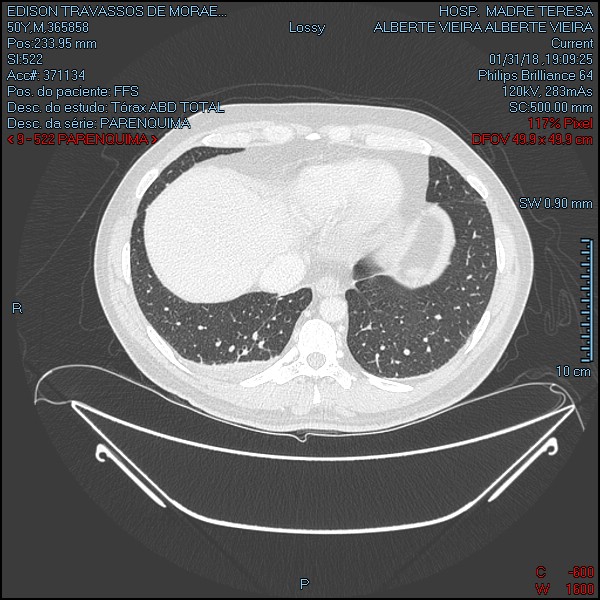 EDISON TRAVASSOS DE MORAE...
50Y,M,365858
Pos:233.95 mm
SI:522
Acc#: 371134
Pos. do paciente: FFS
Desc. do estudo: Tórax ABD TOTAL
Desc. da série: PARENQUIMA
< 9 - 522 PARENQUIMA >
Lossy
HOSP. MADRE TERESA
ALBERTE VIEIRA ALBERTE VIEIRA
Current
01/31/18 ,19:09:25
Philips Brilliance 64
120kV, 283mAs
SC:500.00 mm
117% Pixel
DFOV 49.9 x 49.9 cm
SW 0.90 mm
R
10 cm
P
C -600
W 1600